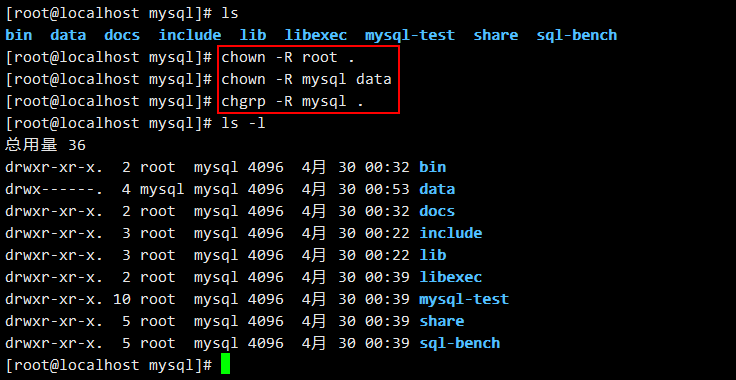 [root@localhost mysql]# ls
bin  data  docs  include  lib  libexec  mysql-test  share  sql-bench
[root@localhost mysql]# chown -R root .
[root@localhost mysql]# chown -R mysql data
[root@localhost mysql]# chgrp -R mysql .
[root@localhost mysql]# ls -l
总用量 36
drwxr-xr-x.  2 root  mysql 4096  4月 30 00:32 bin
drwx------.  4 mysql mysql 4096  4月 30 00:53 data
drwxr-xr-x.  2 root  mysql 4096  4月 30 00:32 docs
drwxr-xr-x.  3 root  mysql 4096  4月 30 00:22 include
drwxr-xr-x.  3 root  mysql 4096  4月 30 00:22 lib
drwxr-xr-x.  2 root  mysql 4096  4月 30 00:39 libexec
drwxr-xr-x. 10 root  mysql 4096  4月 30 00:39 mysql-test
drwxr-xr-x.  5 root  mysql 4096  4月 30 00:39 share
drwxr-xr-x.  5 root  mysql 4096  4月 30 00:39 sql-bench
[root@localhost mysql]#